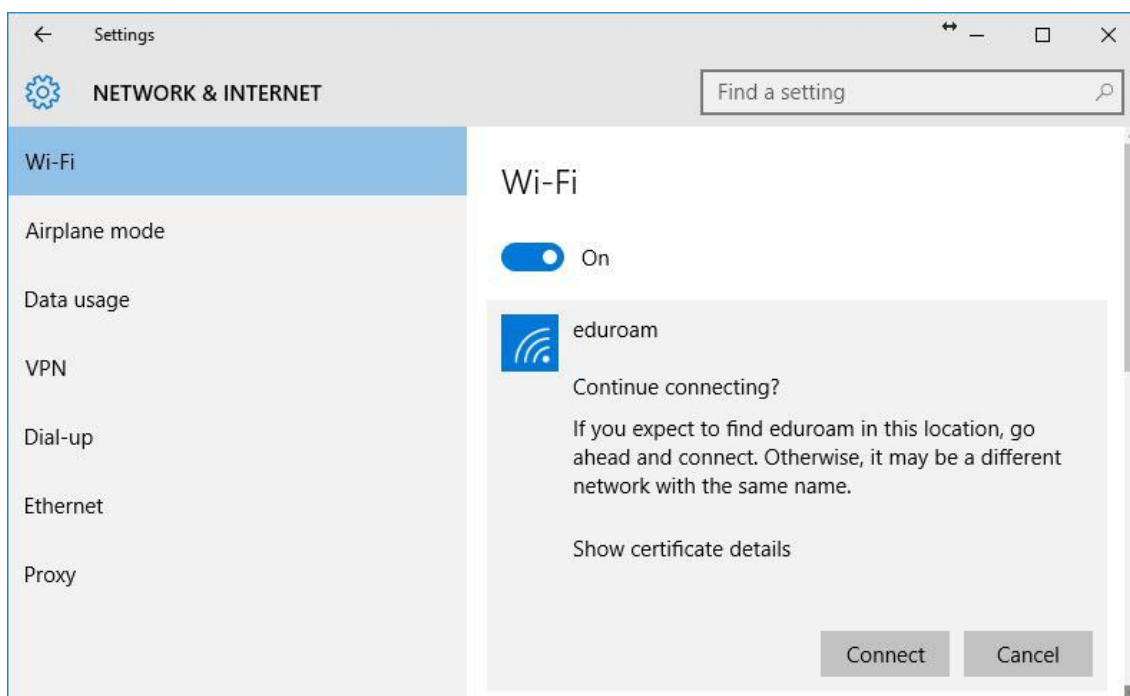 Settings
NETWORK & INTERNET
Find a setting
Wi-Fi
Airplane mode
Data usage
VPN
Dial-up
Ethernet
Proxy
Wi-Fi
On
eduroam
Continue connecting?
If you expect to find eduroam in this location, go
ahead and connect. Otherwise, it may be a different
network with the same name.
Show certificate details
Connect
Cancel